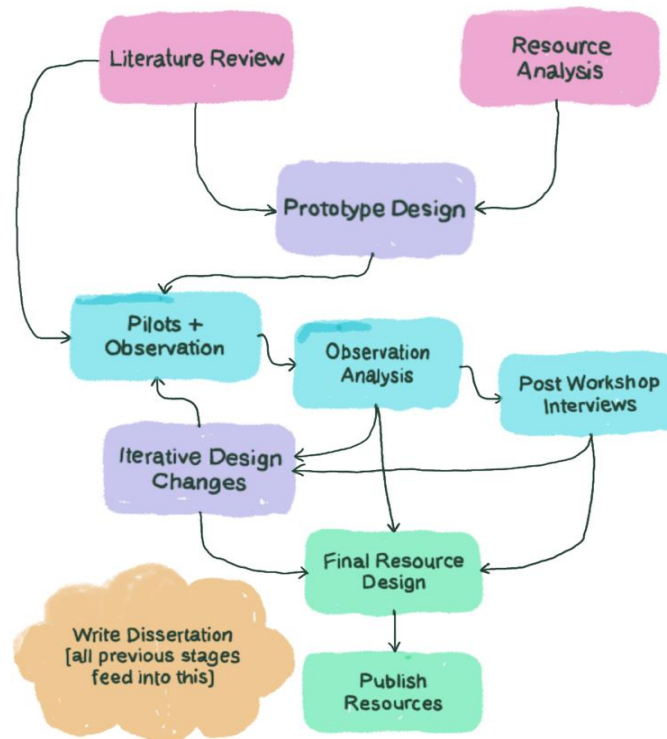 Literature Review
Resource
Analysis
Prototype Design
Pilots +
Observation
Observation
Analysis
Post Workshop
Interviews
Iterative Design
Changes
Final Resource
Design
Write Dissertation
[all previous stages
feed into this]
Publish
Resources